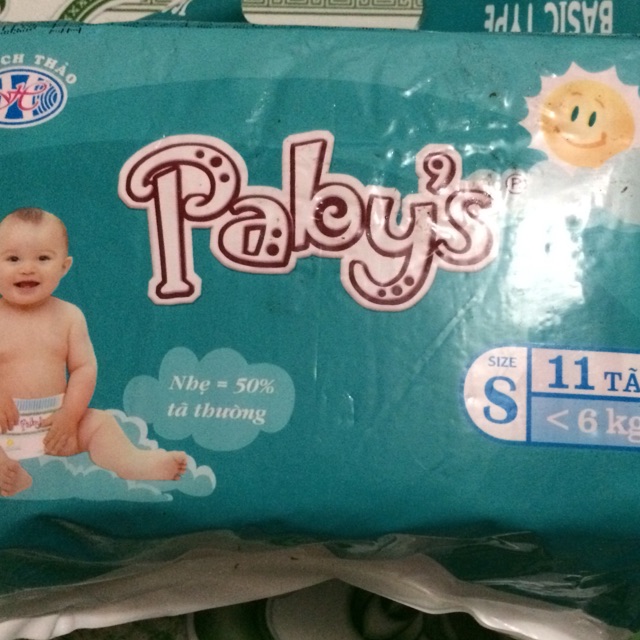 BASIC TYPE
CH THẢO
Paby's®
SIZE
S
11 TÃ
< 6 kg
Nhẹ = 50%
tã thường